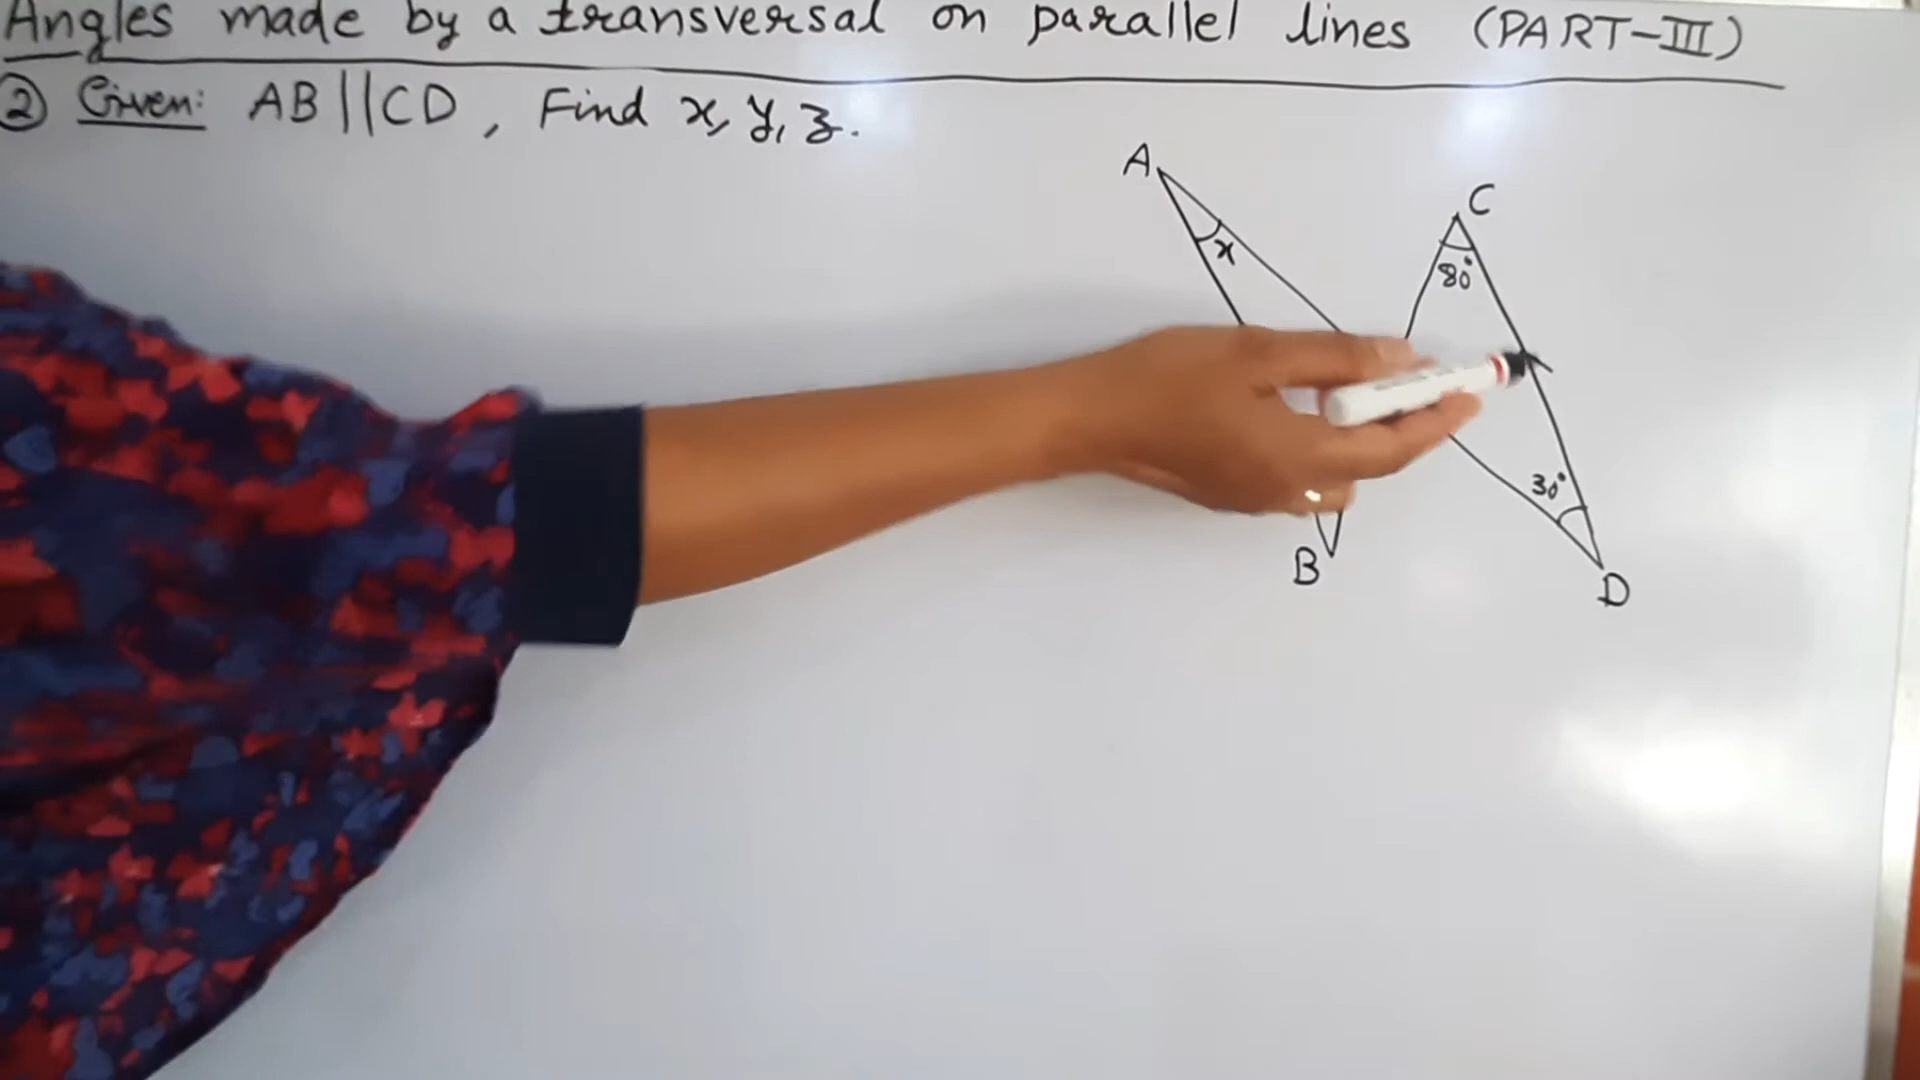 Angles made by a transversal on parallel lines (PART-III)
② Given: AB||CD, Find x, y, z.
A
C
x
80°
30°
B
D